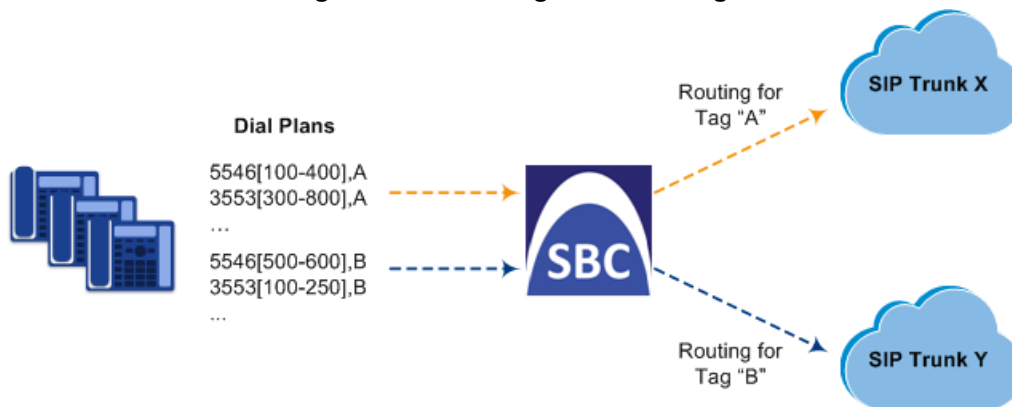 Dial Plans
5546[100-400],A
3553[300-800],A
...
5546[500-600],B
3553[100-250],B
...
SBC
Routing for
Tag “A”
SIP Trunk X
Routing for
Tag “B”
SIP Trunk Y